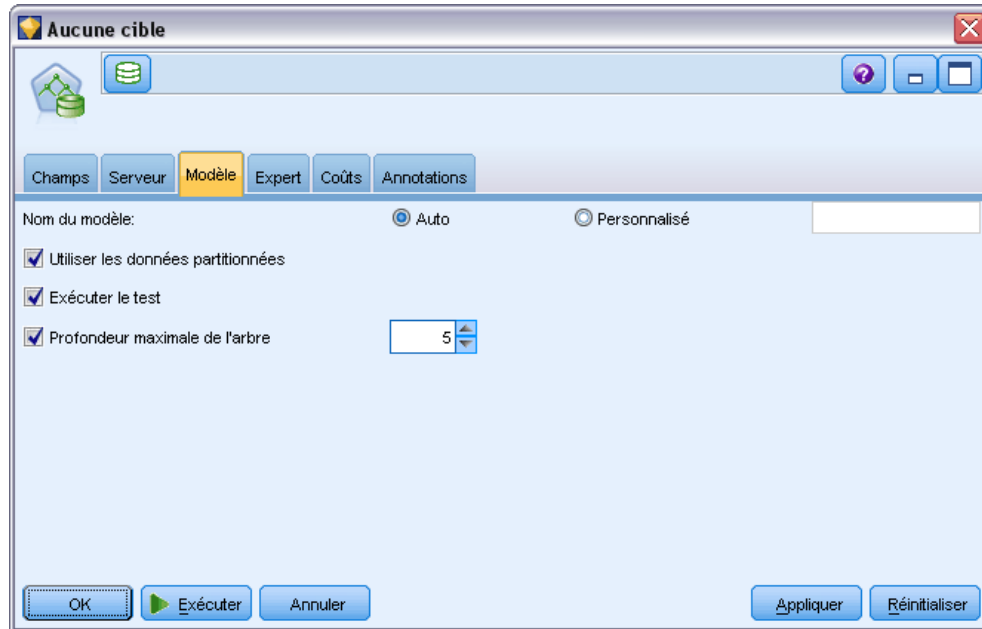 Aucune cible
Champs Serveur Modèle Expert Coûts Annotations
Nom du modèle: Auto Personnalisé
Utiliser les données partitionnées
Exécuter le test
Profondeur maximale de l'arbre 5
OK Exécuter Annuler Appliquer Réinitialiser